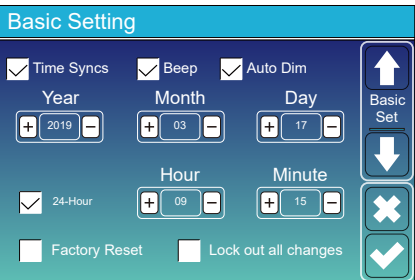 Basic Setting
Time Syncs Beep Auto Dim
Year Month Day
+ 2019 − + 03 − + 17 −
Basic
Set
Hour Minute
24-Hour + 09 − + 15 −
Factory Reset Lock out all changes